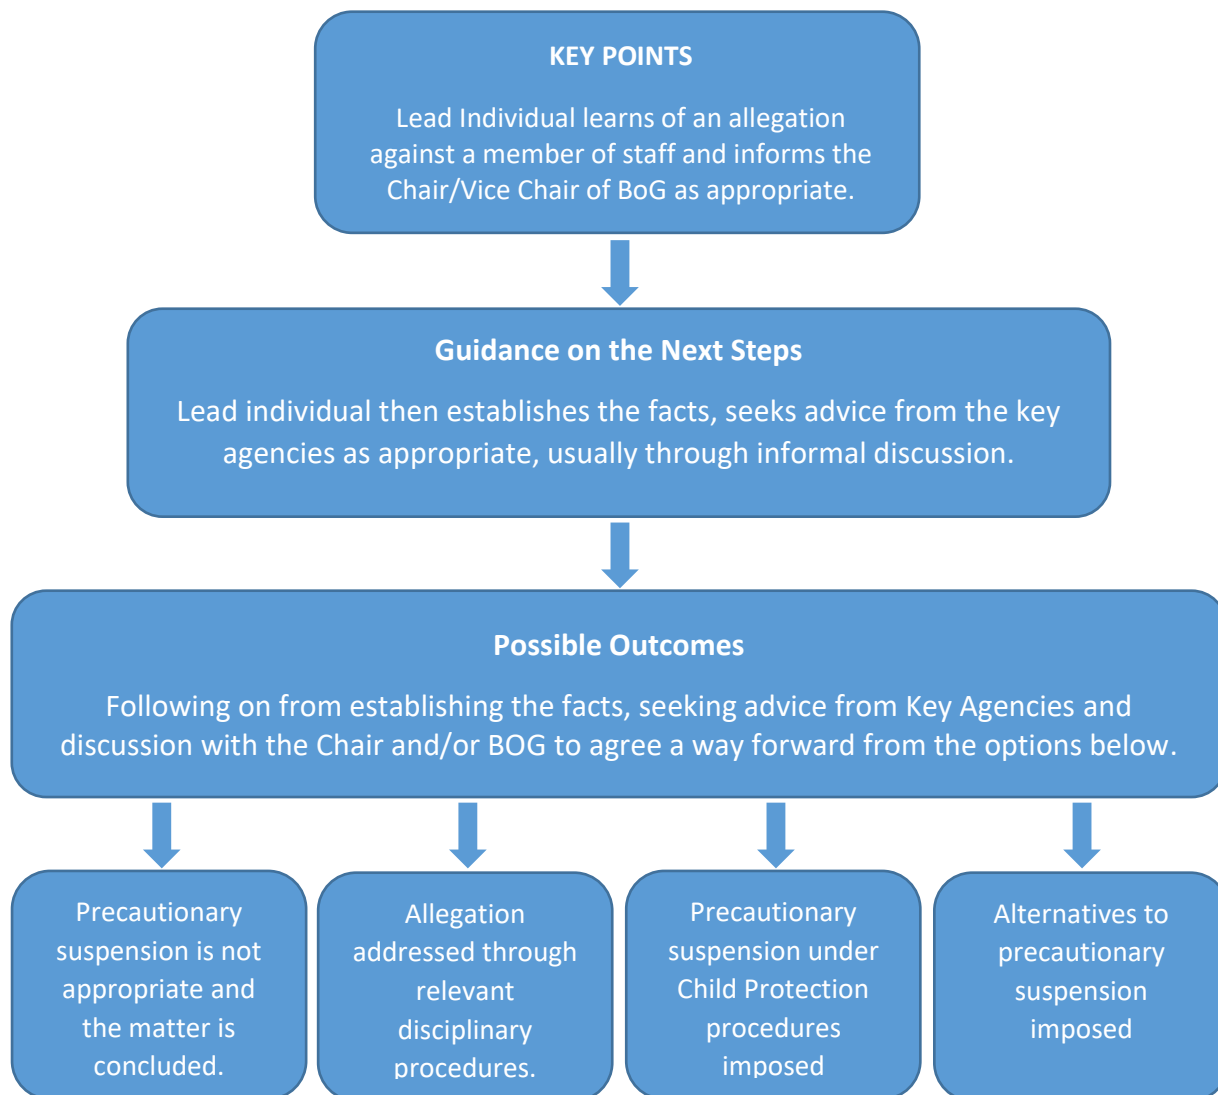 KEY POINTS
Lead Individual learns of an allegation
against a member of staff and informs the
Chair/Vice Chair of BoG as appropriate.
Guidance on the Next Steps
Lead individual then establishes the facts, seeks advice from the key
agencies as appropriate, usually through informal discussion.
Possible Outcomes
Following on from establishing the facts, seeking advice from Key Agencies and
discussion with the Chair and/or BOG to agree a way forward from the options below.
Precautionary
suspension is not
appropriate and
the matter is
concluded.
Allegation
addressed through
relevant
disciplinary
procedures.
Precautionary
suspension under
Child Protection
procedures
imposed
Alternatives to
precautionary
suspension
imposed